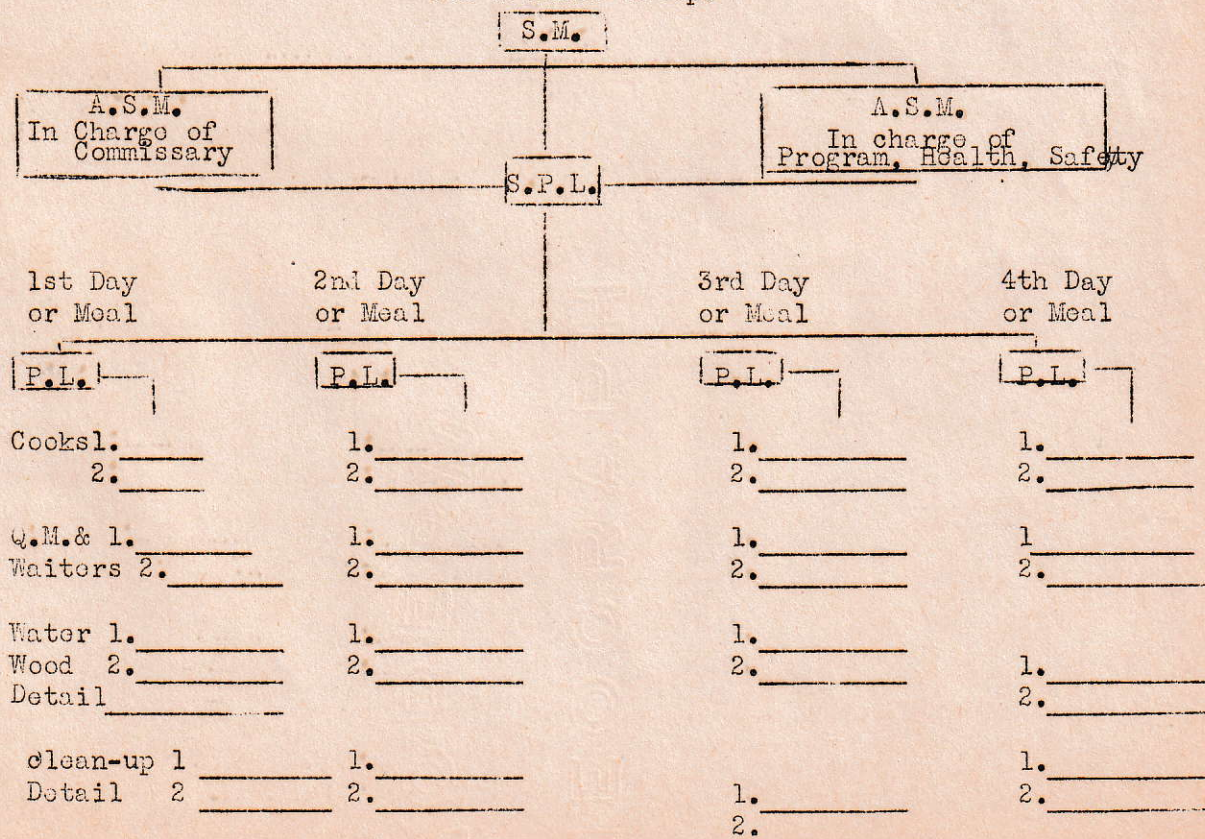 S.M.
A.S.M.
In Charge of
Commissary
A.S.M.
In charge of
Program, Health, Safety
S.P.L.
1st Day 2nd Day 3rd Day 4th Day
or Meal or Meal or Meal or Meal
P.L. P.L. P.L. P.L.
Cooks1. 1. 1. 1.
2. 2. 2. 2.
Q.M.& 1. 1. 1. 1
Waiters 2. 2. 2. 2.
Water 1. 1. 1.
Wood 2. 2. 2. 1.
Detail 2.
clean-up 1 1. 1.
Detail 2 2. 1. 2.
2.